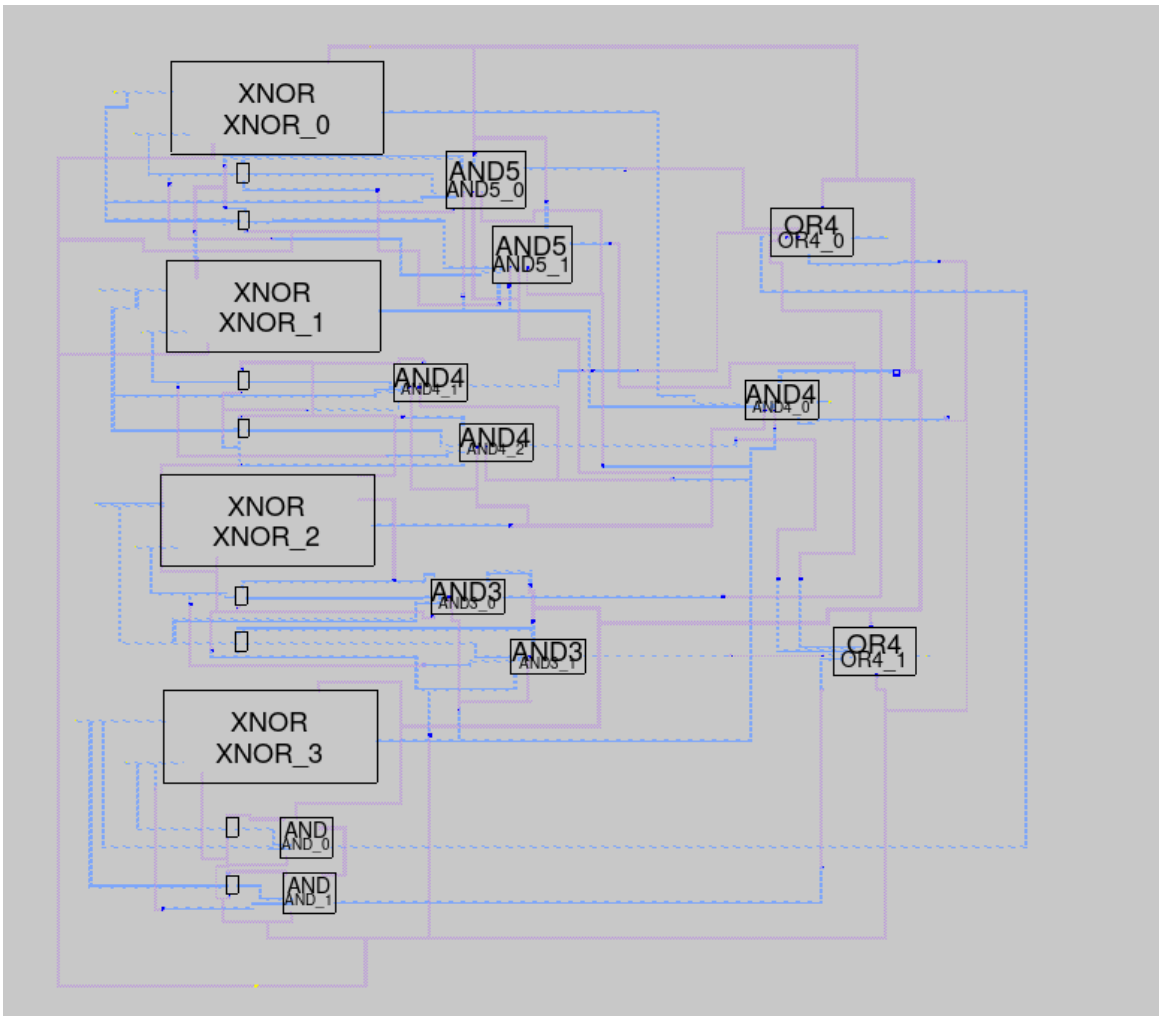 XNOR
XNOR_0
AND5
AND5_0
OR4
OR4_0
AND5
AND5_1
XNOR
XNOR_1
AND4
AND4_1
AND4
AND4_0
AND4
AND4_2
XNOR
XNOR_2
AND3
AND3_0
OR4
OR4_1
AND3
AND3_1
XNOR
XNOR_3
AND
AND_0
AND
AND_1